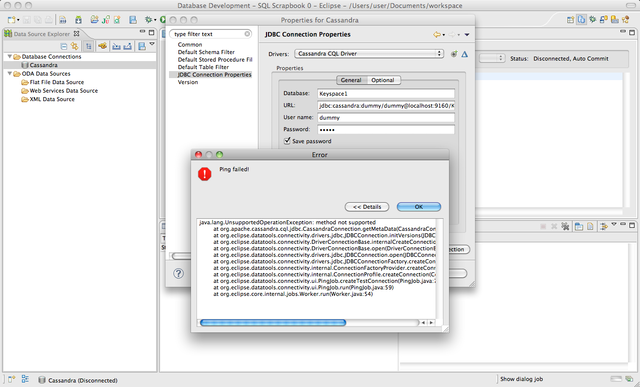 Database Development - SQL Scrapbook 0 - Eclipse - /Users/user/Documents/workspace
Data Source Explorer
Database Connections
Cassandra
ODA Data Sources
Flat File Data Source
Web Services Data Source
XML Data Source
Properties for Cassandra
type filter text
Common
Default Schema Filter
Default Stored Procedure Fil
Default Table Filter
JDBC Connection Properties
Version
JDBC Connection Properties
Drivers:
Cassandra CQL Driver
Properties
General
Optional
Database:
Keyspace1
URL:
jdbc:cassandra:dummy/dummy@localhost:9160/K
User name:
dummy
Password:
•••••
Save password
Status:
Disconnected, Auto Commit
Error
Ping failed!
<< Details
OK
java.lang.UnsupportedOperationException: method not supported
at org.apache.cassandra.cql.jdbc.CassandraConnection.getMetaData(CassandraConn
at org.eclipse.datatools.connectivity.drivers.jdbc.JDBCConnection.initVersions(JDBC
at org.eclipse.datatools.connectivity.DriverConnectionBase.internalCreateConnectio
at org.eclipse.datatools.connectivity.DriverConnectionBase.open(DriverConnectionB
at org.eclipse.datatools.connectivity.drivers.jdbc.JDBCConnection.open(JDBCConnect
at org.eclipse.datatools.connectivity.drivers.jdbc.JDBCConnectionFactory.createConn
at org.eclipse.datatools.connectivity.internal.ConnectionFactoryProvider.createConne
at org.eclipse.datatools.connectivity.internal.ConnectionProfile.createConnection(Co
at org.eclipse.datatools.connectivity.ui.PingJob.createTestConnection(PingJob.java:7
at org.eclipse.datatools.connectivity.ui.PingJob.run(PingJob.java:59)
at org.eclipse.core.internal.jobs.Worker.run(Worker.java:54)
Cassandra (Disconnected)
Show dialog job